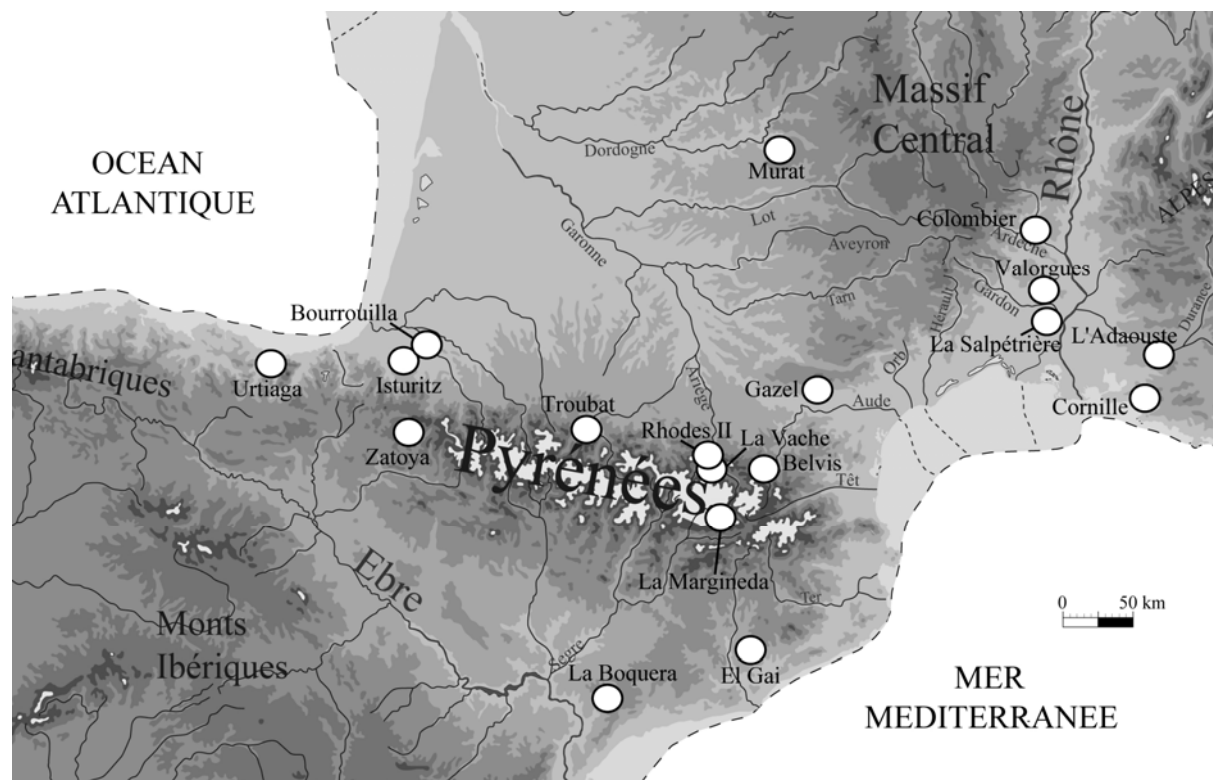 OCEAN
ATLANTIQUE
Massif
Central
Rhône
ALPES
Dordogne
Murat
Lot
Garonne
Aveyron
Colombier
Ardèche
Valorgues
Gardon
Tarn
Hérault
Durance
La Salpétrière
L'Adaouste
Bourrouilla
antabriques
Urtiaga
Isturitz
Zatoya
Troubat
Ariège
Gazel
Orb
Aude
Cornille
Rhodes II
La Vache
Belvis
Pyrénées
Têt
La Margineda
Ter
Ebre
Monts
Ibériques
Segre
La Boquera
El Gai
0 50 km
MER
MEDITERRANEE